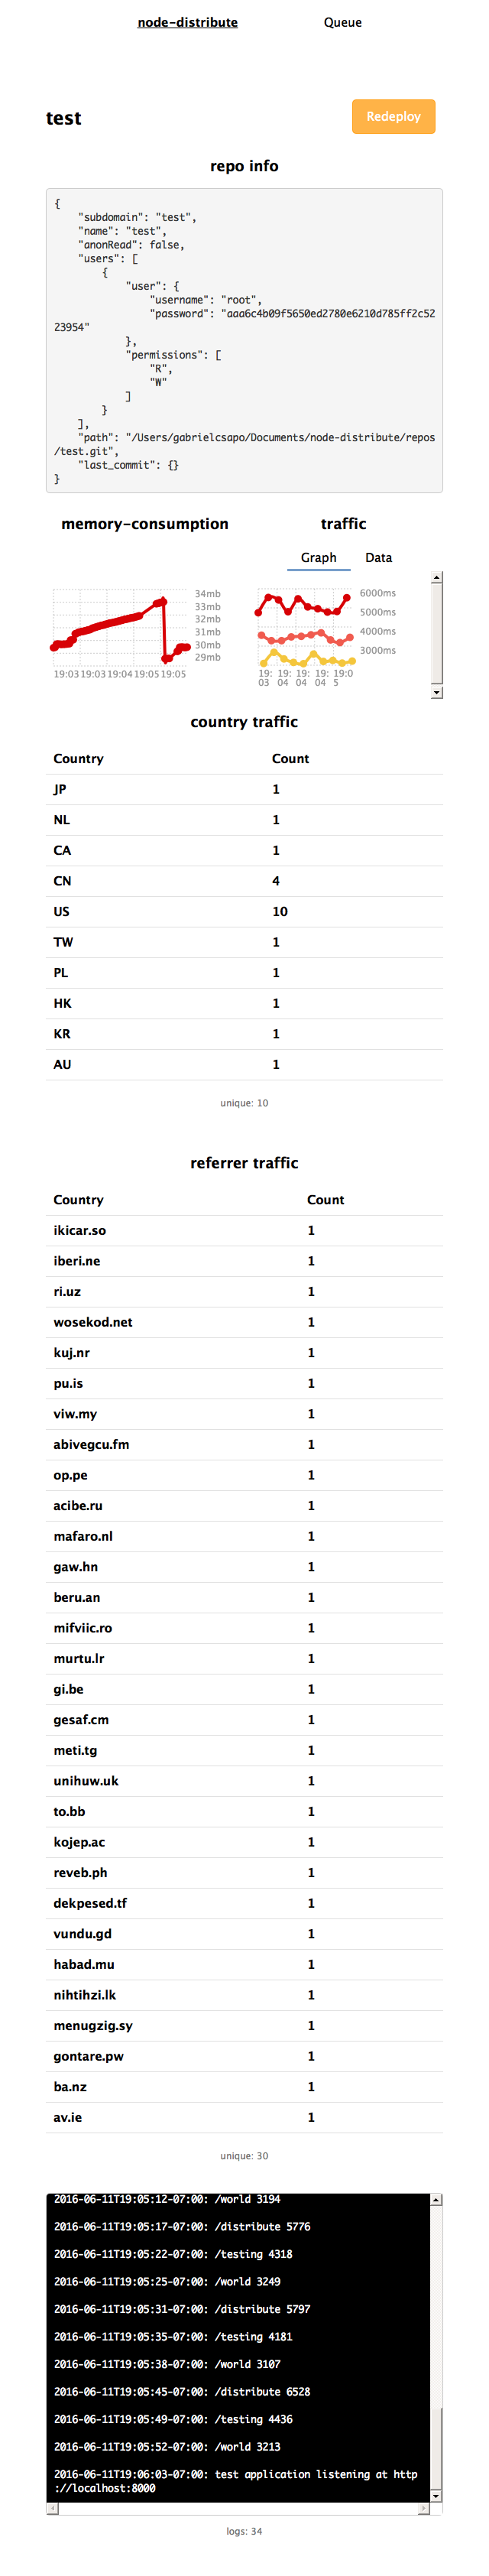 node-distribute Queue
test Redeploy
repo info
{
"subdomain": "test",
"name": "test",
"anonRead": false,
"users": [
{
"user": {
"username": "root",
"password": "aaa6c4b09f5650ed2780e6210d785ff2c52
23954"
},
"permissions": [
"R",
"W"
]
}
],
"path": "/Users/gabrielcsapo/Documents/node-distribute/repos
/test.git",
"last_commit": {}
}
memory-consumption
34mb
33mb
32mb
31mb
30mb
29mb
19:03 19:03 19:04 19:05 19:05
traffic
Graph Data
6000ms
5000ms
4000ms
3000ms
19: 19: 19: 19: 19:0
03 04 04 04 5
country traffic
Country Count
JP 1
NL 1
CA 1
CN 4
US 10
TW 1
PL 1
HK 1
KR 1
AU 1
unique: 10
referrer traffic
Country Count
ikicar.so 1
iberi.ne 1
ri.uz 1
wosekod.net 1
kuj.nr 1
pu.is 1
viw.my 1
abivegcu.fm 1
op.pe 1
acibe.ru 1
mafaro.nl 1
gaw.hn 1
beru.an 1
mifviic.ro 1
murtu.lr 1
gi.be 1
gesaf.cm 1
meti.tg 1
unihuw.uk 1
to.bb 1
kojep.ac 1
reveb.ph 1
dekpesed.tf 1
vundu.gd 1
habad.mu 1
nihtihzi.lk 1
menugzig.sy 1
gontare.pw 1
ba.nz 1
av.ie 1
unique: 30
2016-06-11T19:05:12-07:00: /world 3194
2016-06-11T19:05:17-07:00: /distribute 5776
2016-06-11T19:05:22-07:00: /testing 4318
2016-06-11T19:05:25-07:00: /world 3249
2016-06-11T19:05:31-07:00: /distribute 5797
2016-06-11T19:05:35-07:00: /testing 4181
2016-06-11T19:05:38-07:00: /world 3107
2016-06-11T19:05:45-07:00: /distribute 6528
2016-06-11T19:05:49-07:00: /testing 4436
2016-06-11T19:05:52-07:00: /world 3213
2016-06-11T19:06:03-07:00: test application listening at http
://localhost:8000
logs: 34